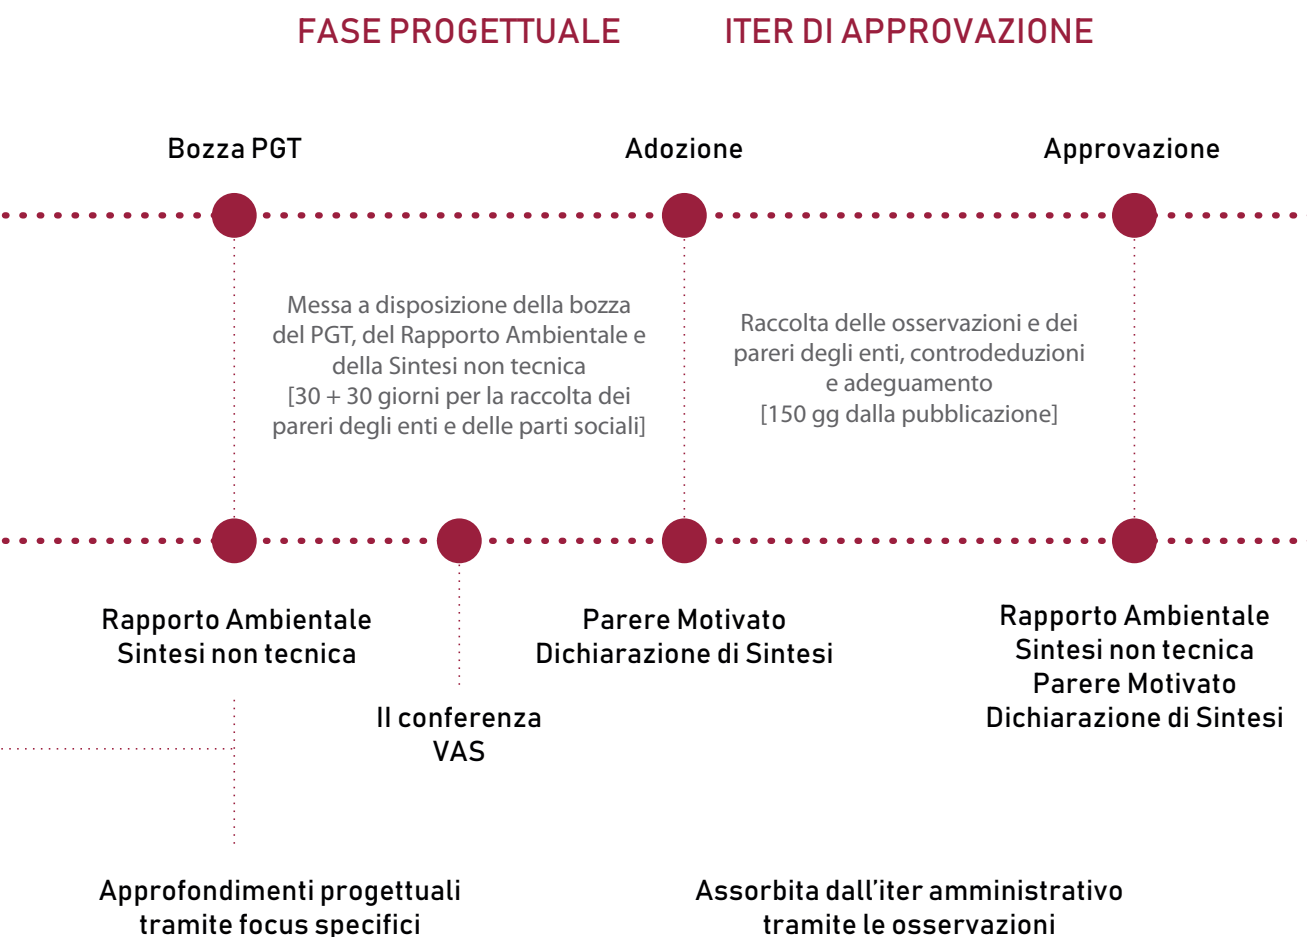 FASE PROGETTUALE
ITER DI APPROVAZIONE
Bozza PGT
Adozione
Approvazione
Messa a disposizione della bozza
del PGT, del Rapporto Ambientale e
della Sintesi non tecnica
[30 + 30 giorni per la raccolta dei
pareri degli enti e delle parti sociali]
Raccolta delle osservazioni e dei
pareri degli enti, controdeduzioni
e adeguamento
[150 gg dalla pubblicazione]
Rapporto Ambientale
Sintesi non tecnica
II conferenza
VAS
Parere Motivato
Dichiarazione di Sintesi
Rapporto Ambientale
Sintesi non tecnica
Parere Motivato
Dichiarazione di Sintesi
Approfondimenti progettuali
tramite focus specifici
Assorbita dall'iter amministrativo
tramite le osservazioni